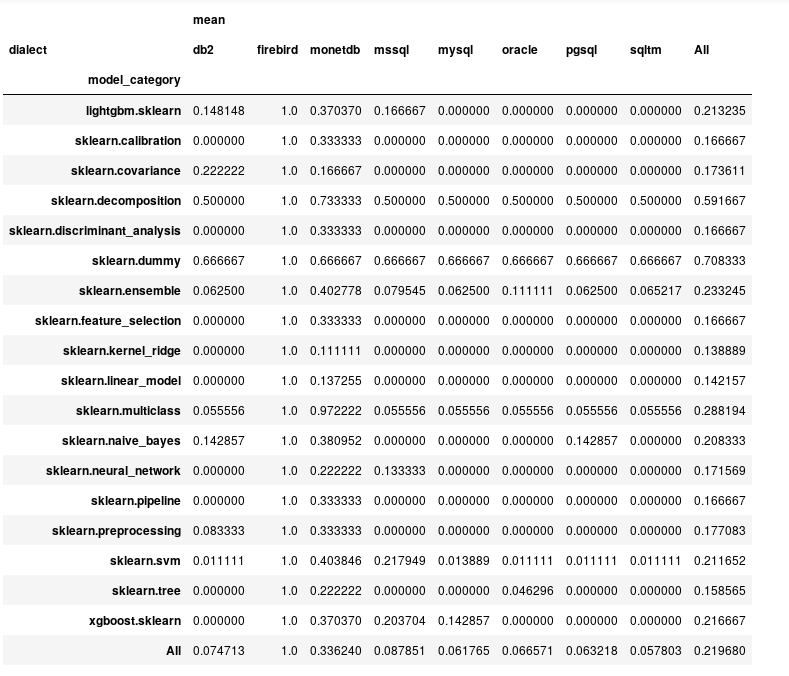 mean
dialect db2 firebird monetdb mssql mysql oracle pgsql sqltm All
model_category
lightgbm.sklearn 0.148148 1.0 0.370370 0.166667 0.000000 0.000000 0.000000 0.000000 0.213235
sklearn.calibration 0.000000 1.0 0.333333 0.000000 0.000000 0.000000 0.000000 0.000000 0.166667
sklearn.covariance 0.222222 1.0 0.166667 0.000000 0.000000 0.000000 0.000000 0.000000 0.173611
sklearn.decomposition 0.500000 1.0 0.733333 0.500000 0.500000 0.500000 0.500000 0.500000 0.591667
sklearn.discriminant_analysis 0.000000 1.0 0.333333 0.000000 0.000000 0.000000 0.000000 0.000000 0.166667
sklearn.dummy 0.666667 1.0 0.666667 0.666667 0.666667 0.666667 0.666667 0.666667 0.708333
sklearn.ensemble 0.062500 1.0 0.402778 0.079545 0.062500 0.111111 0.062500 0.065217 0.233245
sklearn.feature_selection 0.000000 1.0 0.333333 0.000000 0.000000 0.000000 0.000000 0.000000 0.166667
sklearn.kernel_ridge 0.000000 1.0 0.111111 0.000000 0.000000 0.000000 0.000000 0.000000 0.138889
sklearn.linear_model 0.000000 1.0 0.137255 0.000000 0.000000 0.000000 0.000000 0.000000 0.142157
sklearn.multiclass 0.055556 1.0 0.972222 0.055556 0.055556 0.055556 0.055556 0.055556 0.288194
sklearn.naive_bayes 0.142857 1.0 0.380952 0.000000 0.000000 0.000000 0.142857 0.000000 0.208333
sklearn.neural_network 0.000000 1.0 0.222222 0.133333 0.000000 0.000000 0.000000 0.000000 0.171569
sklearn.pipeline 0.000000 1.0 0.333333 0.000000 0.000000 0.000000 0.000000 0.000000 0.166667
sklearn.preprocessing 0.083333 1.0 0.333333 0.000000 0.000000 0.000000 0.000000 0.000000 0.177083
sklearn.svm 0.011111 1.0 0.403846 0.217949 0.013889 0.011111 0.011111 0.011111 0.211652
sklearn.tree 0.000000 1.0 0.222222 0.000000 0.000000 0.046296 0.000000 0.000000 0.158565
xgboost.sklearn 0.000000 1.0 0.370370 0.203704 0.142857 0.000000 0.000000 0.000000 0.216667
All 0.074713 1.0 0.336240 0.087851 0.061765 0.066571 0.063218 0.057803 0.219680